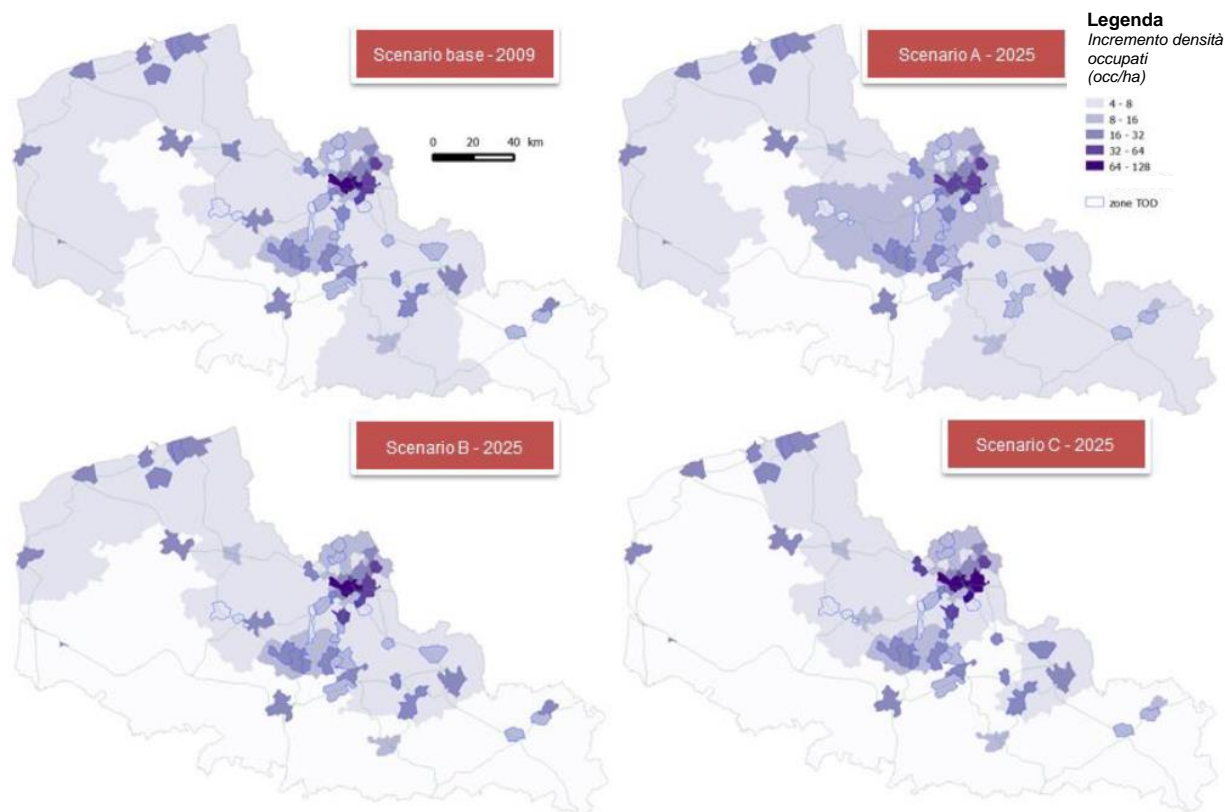 Scenario base - 2009
0 20 40 km
Scenario A - 2025
Legenda
Incremento densità
occupati
(occ/ha)
4 - 8
8 - 16
16 - 32
32 - 64
64 - 128
zone TOD
Scenario B - 2025
Scenario C - 2025